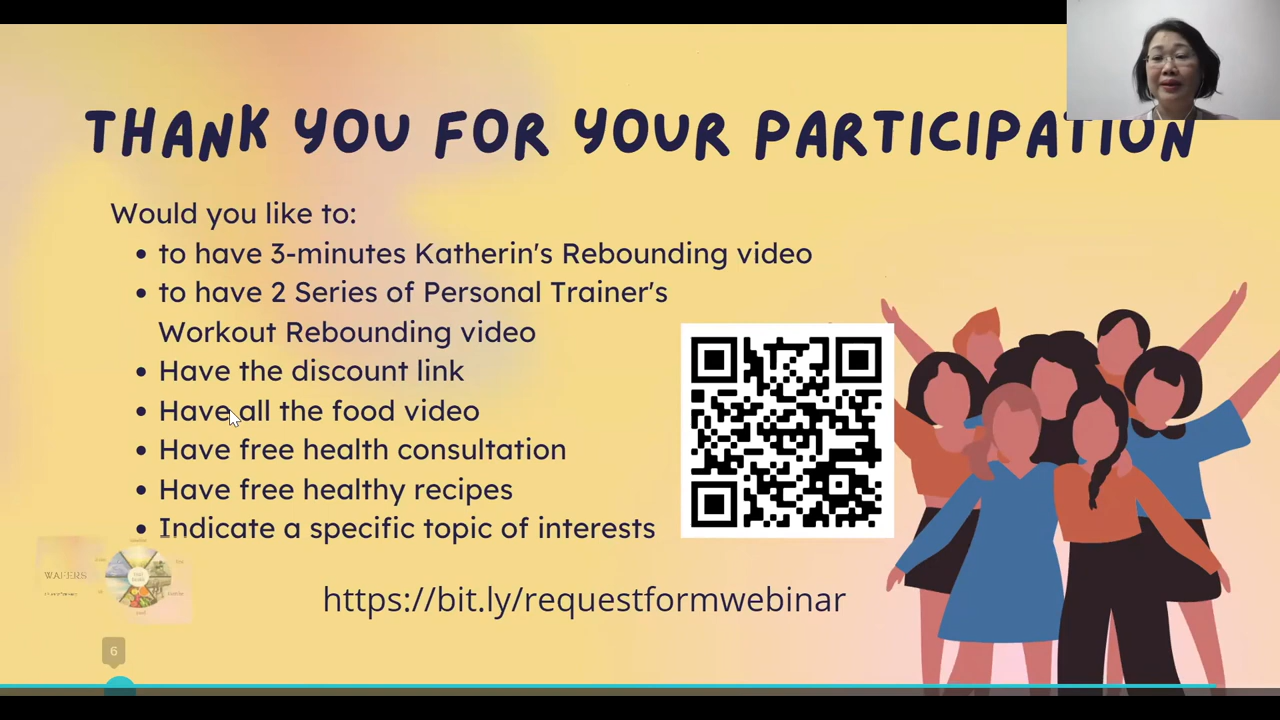 THANK YOU FOR YOUR PARTICIPATION
Would you like to:
• to have 3-minutes Katherin's Rebounding video
• to have 2 Series of Personal Trainer's
Workout Rebounding video
• Have the discount link
• Have all the food video
• Have free health consultation
• Have free healthy recipes
• Indicate a specific topic of interests
WAFERS
https://bit.ly/requestformwebinar
6